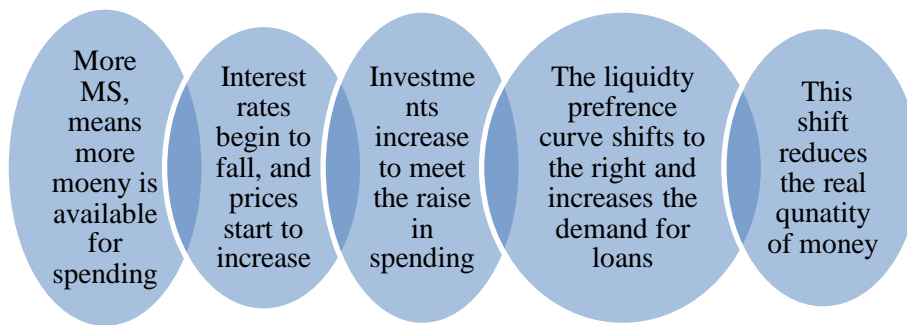 More
MS,
means
more
moeny is
available
for
spending
Interest
rates
begin to
fall, and
prices
start to
increase
Investme
nts
increase
to meet
the raise
in
spending
The liquidty
prefrence
curve shifts to
the right and
increases the
demand for
loans
This
shift
reduces
the real
qunatity
of money